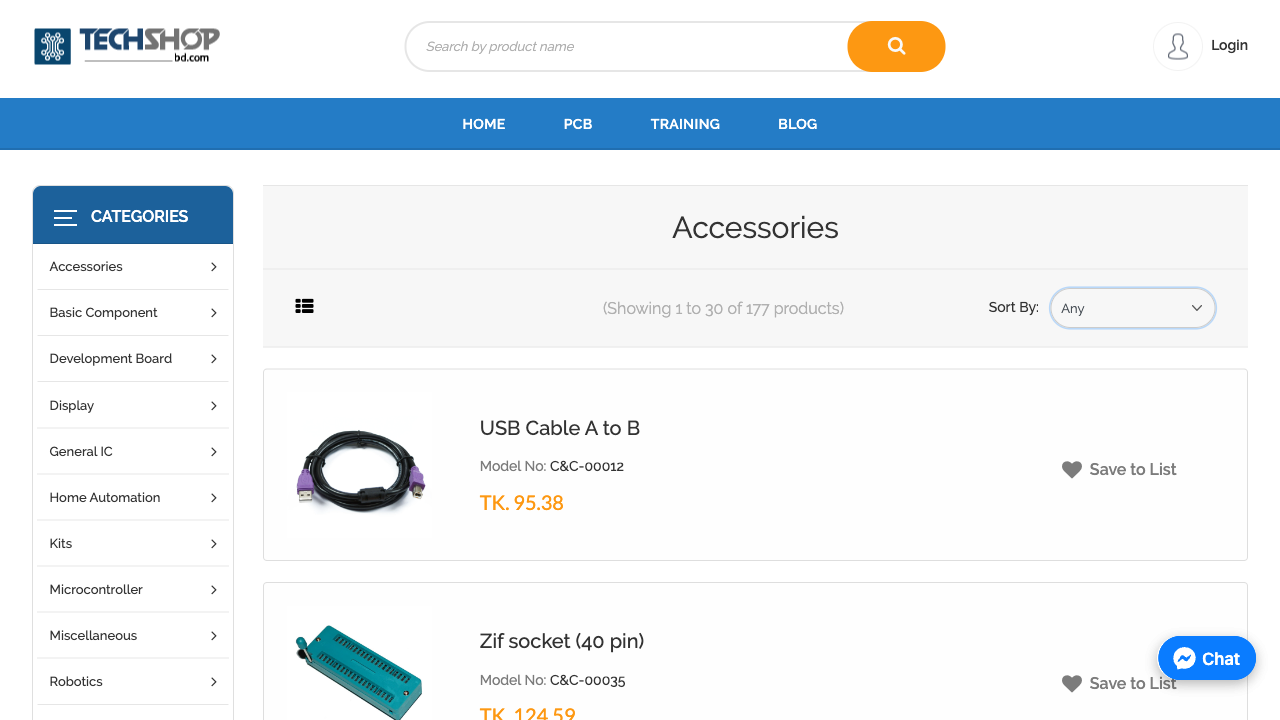 TECHSHOP
bd.com
Search by product name
Login
HOME
PCB
TRAINING
BLOG
CATEGORIES
Accessories
Basic Component
Development Board
Display
General IC
Home Automation
Kits
Microcontroller
Miscellaneous
Robotics
Accessories
(Showing 1 to 30 of 177 products)
Sort By:
Any
USB Cable A to B
Model No: C&C-00012
TK. 95.38
Save to List
Zif socket (40 pin)
Model No: C&C-00035
TK. 124.59
Save to List
Chat